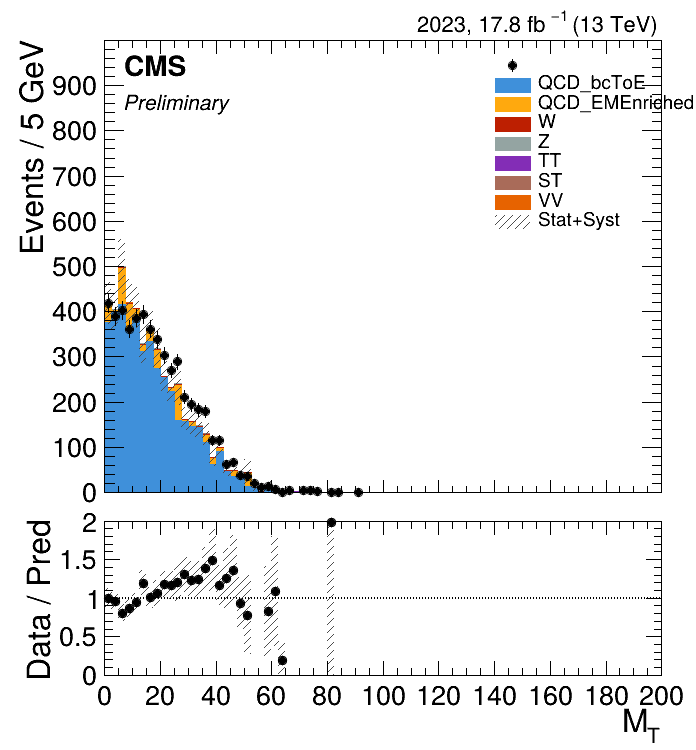 2023, 17.8 fb⁻¹ (13 TeV)
CMS
Preliminary
QCD_bcToE
QCD_EMEnriched
W
Z
TT
ST
VV
Stat+Syst
Events / 5 GeV
900
800
700
600
500
400
300
200
100
0
Data / Pred
2
1.5
1
0.5
0
0 20 40 60 80 100 120 140 160 180 200
M_T